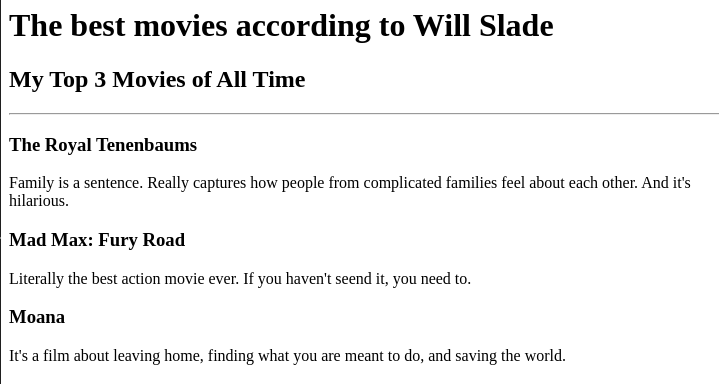 The best movies according to Will Slade
My Top 3 Movies of All Time
The Royal Tenenbaums
Family is a sentence. Really captures how people from complicated families feel about each other. And it's
hilarious.
Mad Max: Fury Road
Literally the best action movie ever. If you haven't seend it, you need to.
Moana
It's a film about leaving home, finding what you are meant to do, and saving the world.